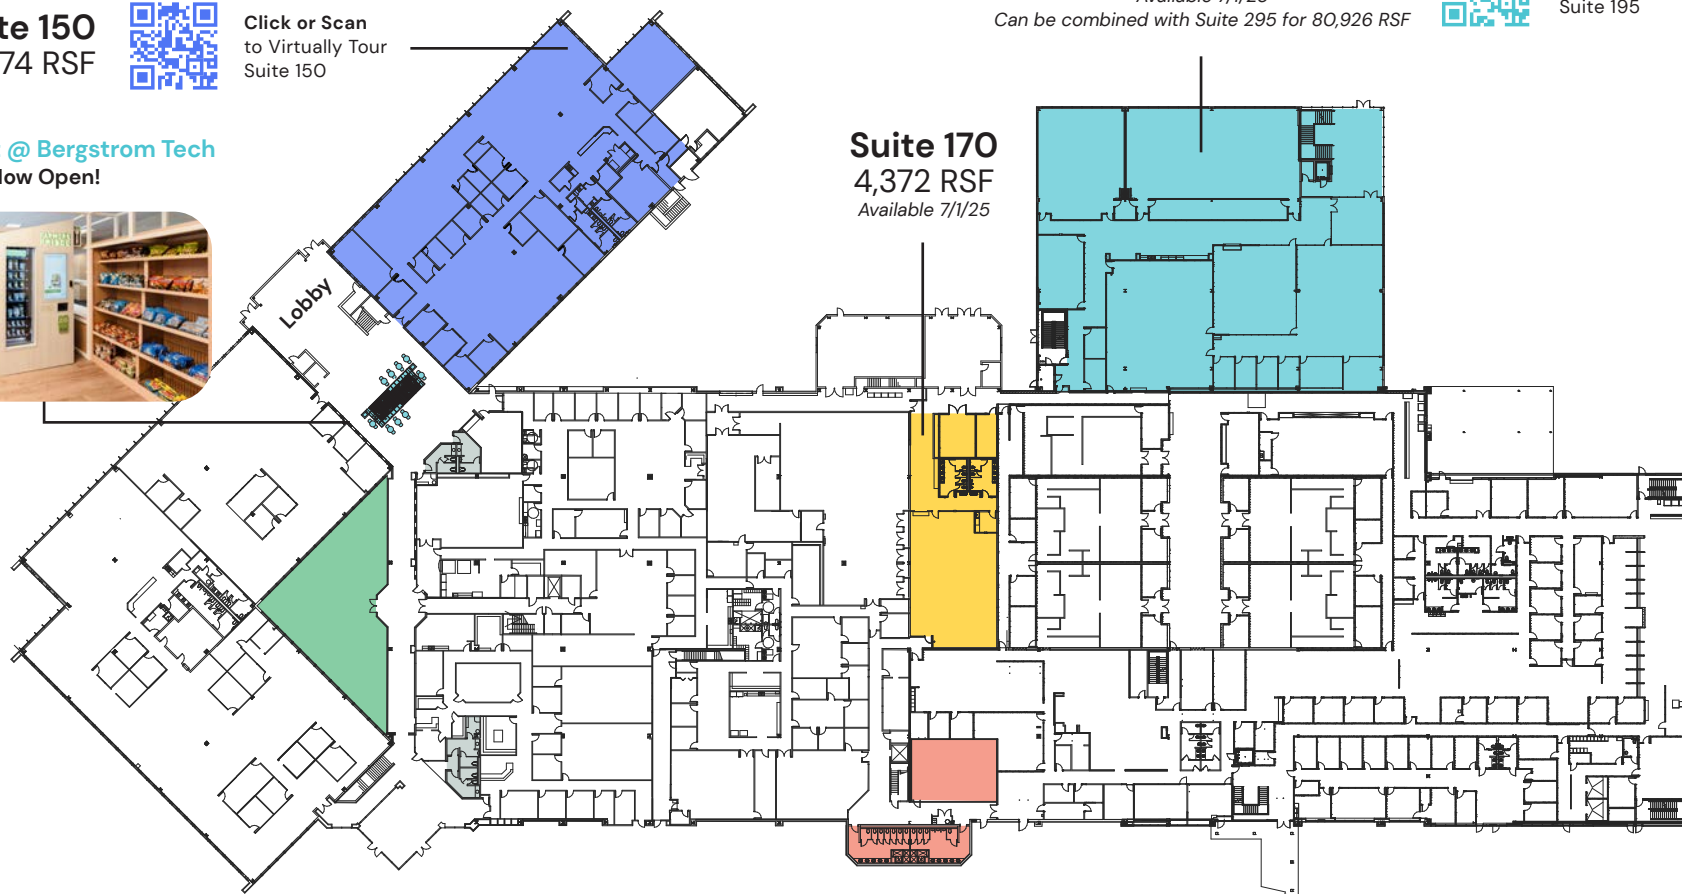 te 150
74 RSF
Click or Scan
to Virtually Tour
Suite 150
Can be combined with Suite 295 for 80,926 RSF
Suite 195
@ Bergstrom Tech
Now Open!
Suite 170
4,372 RSF
Available 7/1/25
Lobby